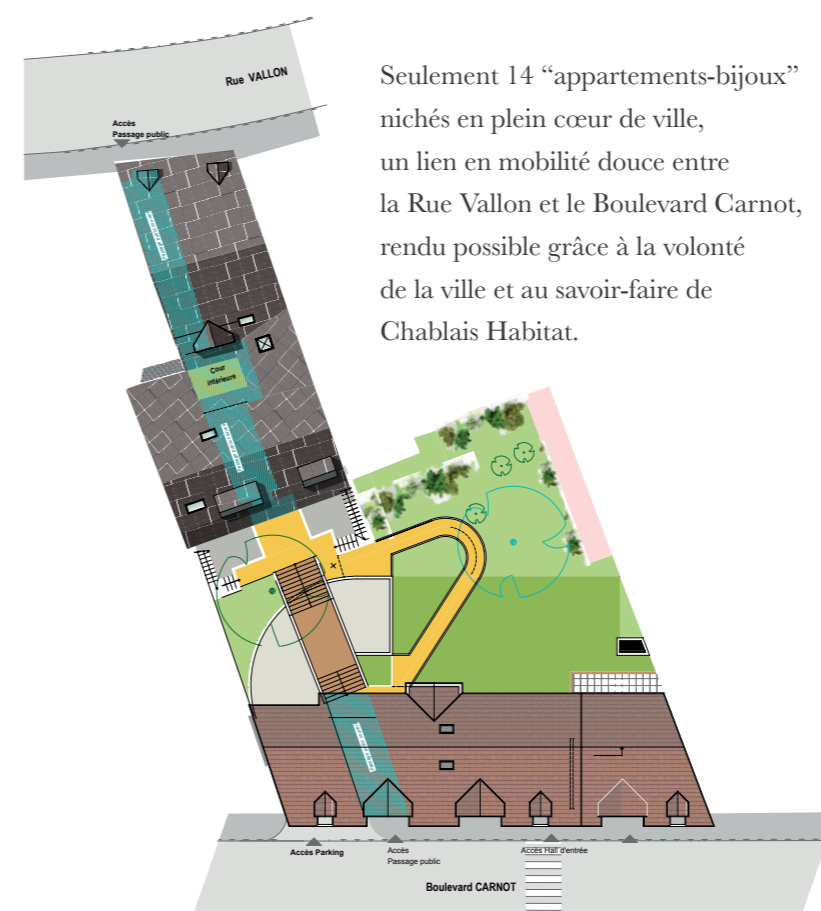 Rue VALLON
Accès
Passage public
Seulement 14 “appartements-bijoux”
nichés en plein cœur de ville,
un lien en mobilité douce entre
la Rue Vallon et le Boulevard Carnot,
rendu possible grâce à la volonté
de la ville et au savoir-faire de
Chablais Habitat.
Cour
intérieure
Accès Parking
Accès
Passage public
Accès Hall d'entrée
Boulevard CARNOT